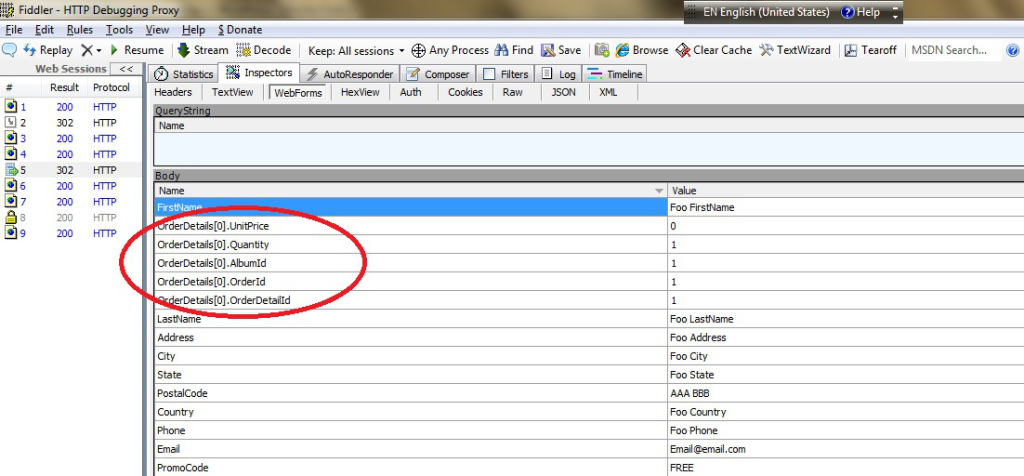 Fiddler - HTTP Debugging Proxy
EN English (United States) Help
File Edit Rules Tools View Help $ Donate
Replay Resume Stream Decode Keep: All sessions Any Process Find Save Browse Clear Cache TextWizard Tearoff MSDN Search...
Web Sessions <<
Statistics Inspectors AutoResponder Composer Filters Log Timeline
# Result Protocol
Headers TextView WebForms HexView Auth Cookies Raw JSON XML
1 200 HTTP
2 302 HTTP
3 200 HTTP
4 200 HTTP
5 302 HTTP
6 200 HTTP
7 200 HTTP
8 200 HTTP
9 200 HTTP
QueryString
Name
Body
Name Value
FirstName Foo FirstName
OrderDetails[0].UnitPrice 0
OrderDetails[0].Quantity 1
OrderDetails[0].AlbumId 1
OrderDetails[0].OrderId 1
OrderDetails[0].OrderDetailId 1
LastName Foo LastName
Address Foo Address
City Foo City
State Foo State
PostalCode AAA BBB
Country Foo Country
Phone Foo Phone
Email Email@email.com
PromoCode FREE